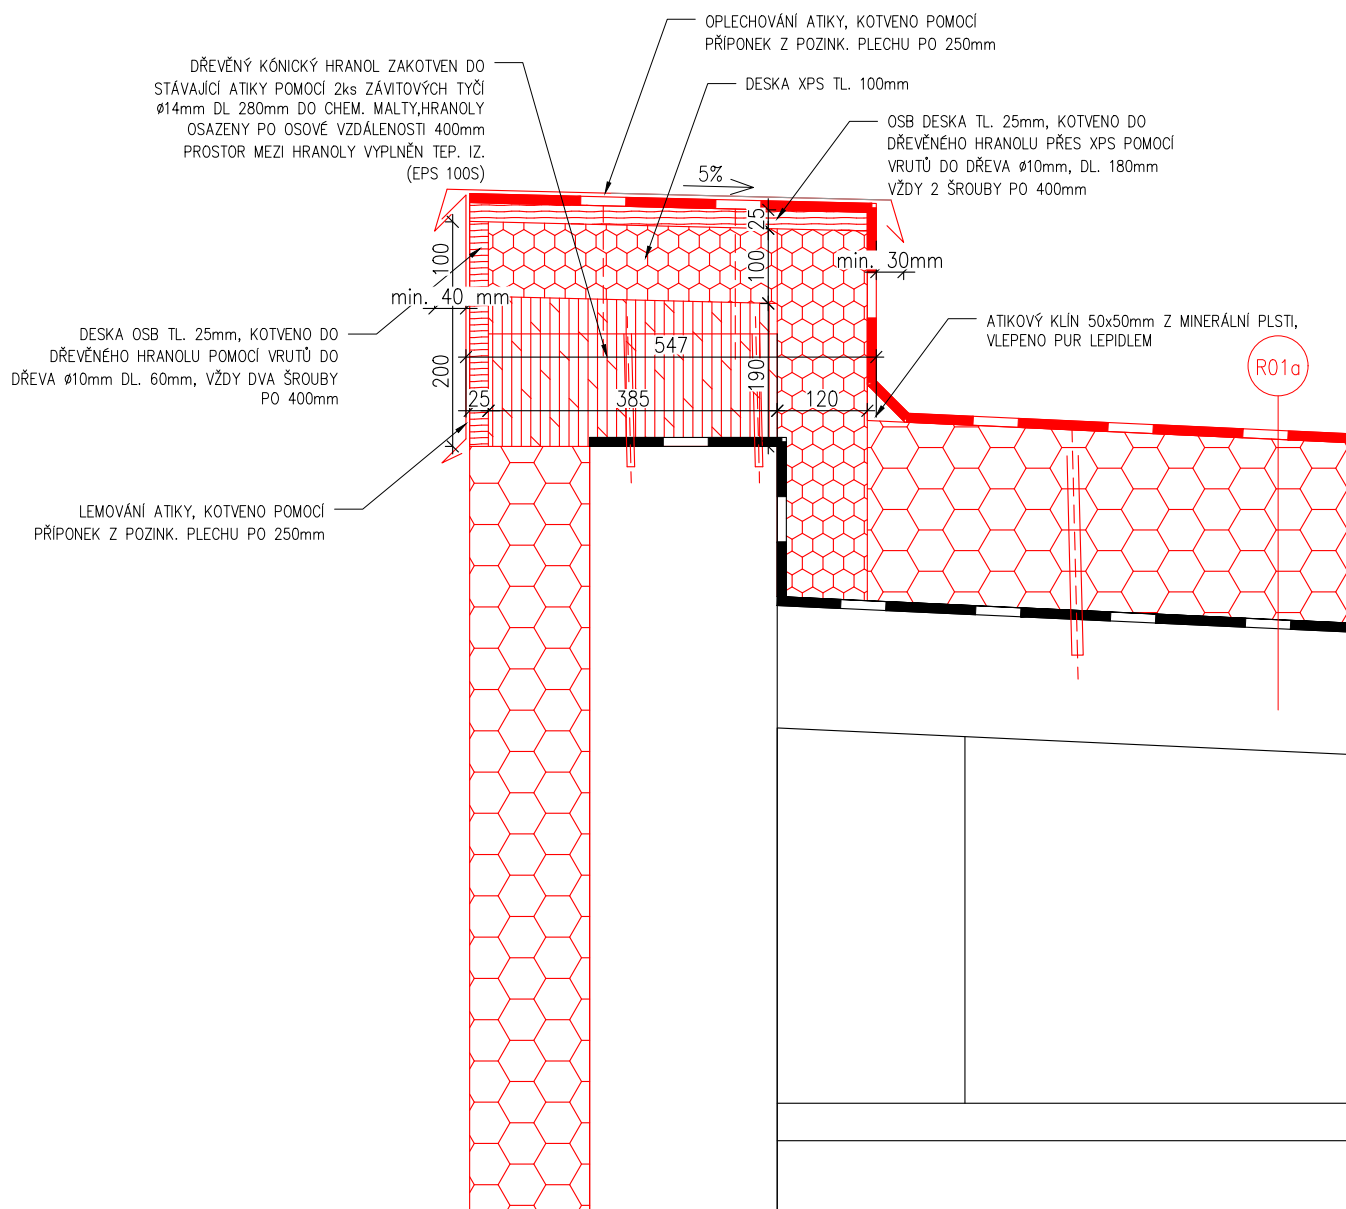 OPLECHOVÁNÍ ATIKY, KOTVENO POMOCÍ
PŘÍPONEK Z POZINK. PLECHU PO 250mm
DŘEVĚNÝ KÓNICKÝ HRANOL ZAKOTVEN DO
STÁVAJÍCÍ ATIKY POMOCÍ 2ks ZÁVITOVÝCH TYČÍ
ø14mm DL 280mm DO CHEM. MALTY,HRANOLY
OSAZENY PO OSOVÉ VZDÁLENOSTI 400mm
PROSTOR MEZI HRANOLY VYPLNĚN TEP. IZ.
(EPS 100S)
DESKA XPS TL. 100mm
OSB DESKA TL. 25mm, KOTVENO DO
DŘEVĚNÉHO HRANOLU PŘES XPS POMOCÍ
VRUTŮ DO DŘEVA ø10mm, DL. 180mm
VŽDY 2 ŠROUBY PO 400mm
5%
25
100
100
min. 30mm
min. 40 mm
DESKA OSB TL. 25mm, KOTVENO DO
DŘEVĚNÉHO HRANOLU POMOCÍ VRUTŮ DO
DŘEVA ø10mm DL. 60mm, VŽDY DVA ŠROUBY
PO 400mm
ATIKOVÝ KLÍN 50x50mm Z MINERÁLNÍ PLSTI,
VLEPENO PUR LEPIDLEM
R01a
547
200
190
25
385
120
LEMOVÁNÍ ATIKY, KOTVENO POMOCÍ
PŘÍPONEK Z POZINK. PLECHU PO 250mm